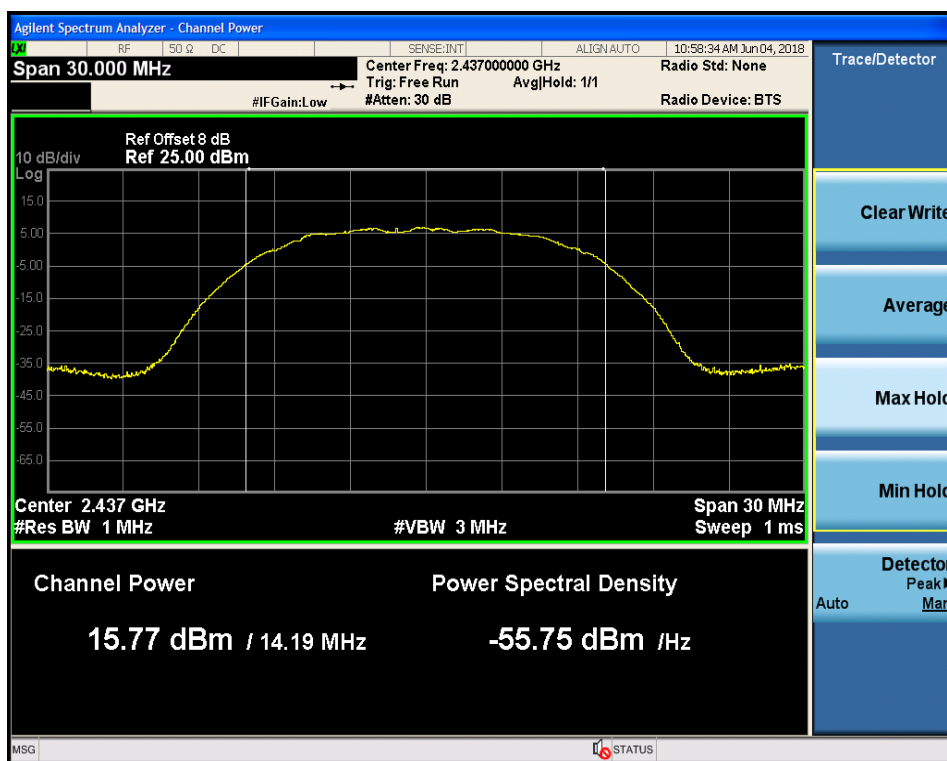 Agilent Spectrum Analyzer - Channel Power
LXI RF 50 Ω DC SENSE:INT ALIGN AUTO 10:58:34 AM Jun 04, 2018
Span 30.000 MHz
Center Freq: 2.437000000 GHz
Radio Std: None
Trig: Free Run Avg|Hold: 1/1
#IFGain:Low
#Atten: 30 dB
Radio Device: BTS
Trace/Detector
Ref Offset 8 dB
10 dB/div Ref 25.00 dBm
Log
15.0
5.00
-5.00
-15.0
-25.0
-35.0
-45.0
-55.0
-65.0
Center 2.437 GHz Span 30 MHz
#Res BW 1 MHz #VBW 3 MHz Sweep 1 ms
Channel Power Power Spectral Density
15.77 dBm / 14.19 MHz -55.75 dBm /Hz
Clear Write
Average
Max Hold
Min Hold
Detector
Peak
Auto Man
MSG STATUS